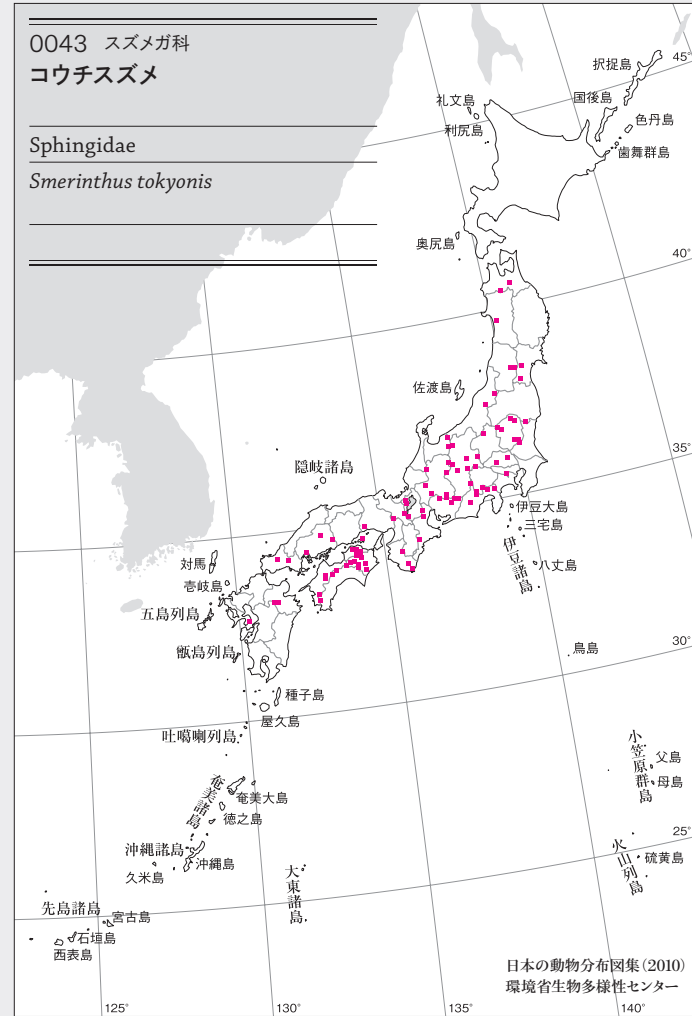 0043 スズメガ科
コウチスズメ
Sphingidae
Smerinthus tokyonis
45°
択捉島
国後島
礼文島
色丹島
利尻島
歯舞群島
奥尻島
40°
佐渡島
35°
隠岐諸島
伊豆大島
三宅島
伊豆諸島
八丈島
対馬
壱岐島
五島列島
甑島列島
鳥島
30°
種子島
屋久島
吐噶喇列島
小笠原群島
父島
母島
奄美諸島
奄美大島
徳之島
25°
沖縄諸島
沖縄島
久米島
火山列島
硫黄島
大東諸島
先島諸島
宮古島
石垣島
西表島
日本の動物分布図集(2010)
環境省生物多様性センター
125°
130°
135°
140°